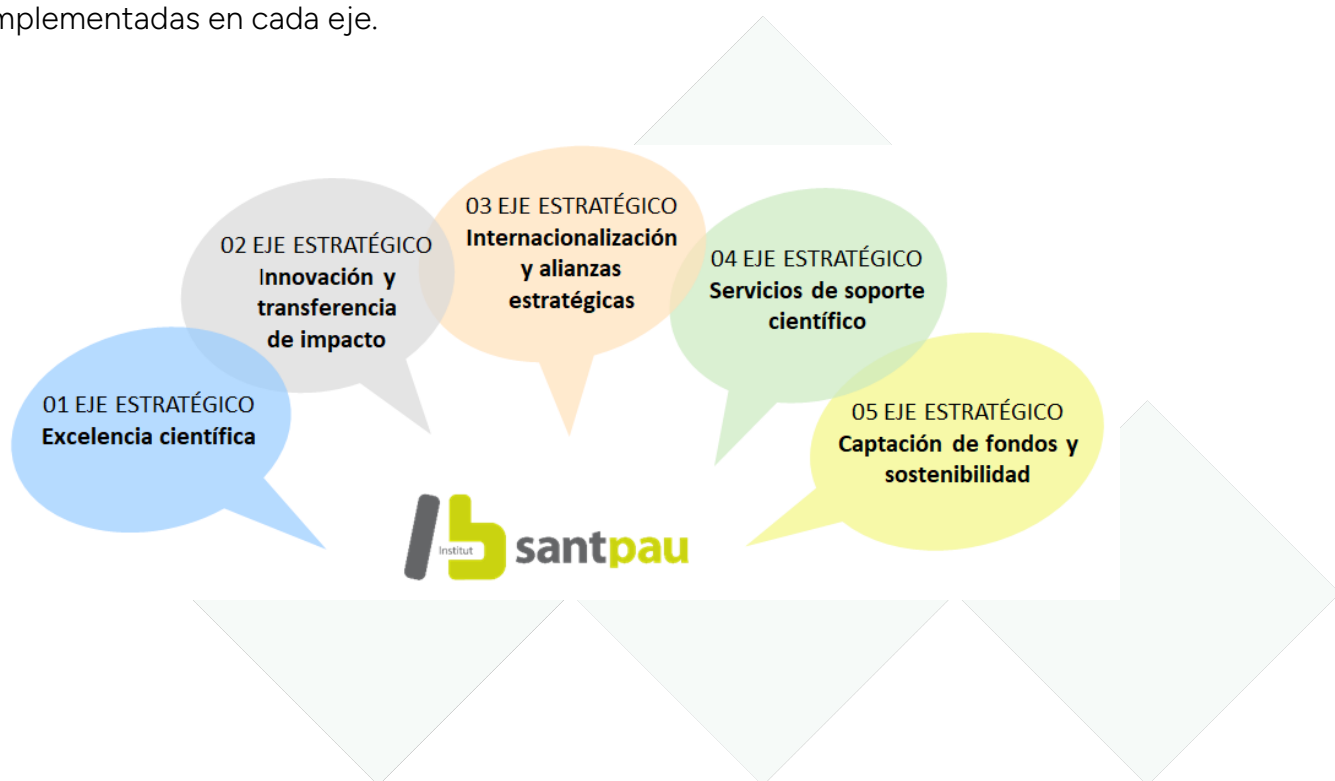 mplementadas en cada eje.
03 EJE ESTRATÉGICO
Internacionalización
y alianzas
estratégicas
02 EJE ESTRATÉGICO
Innovación y
transferencia
de impacto
04 EJE ESTRATÉGICO
Servicios de soporte
científico
01 EJE ESTRATÉGICO
Excelencia científica
05 EJE ESTRATÉGICO
Captación de fondos y
sostenibilidad
Institut
santpau